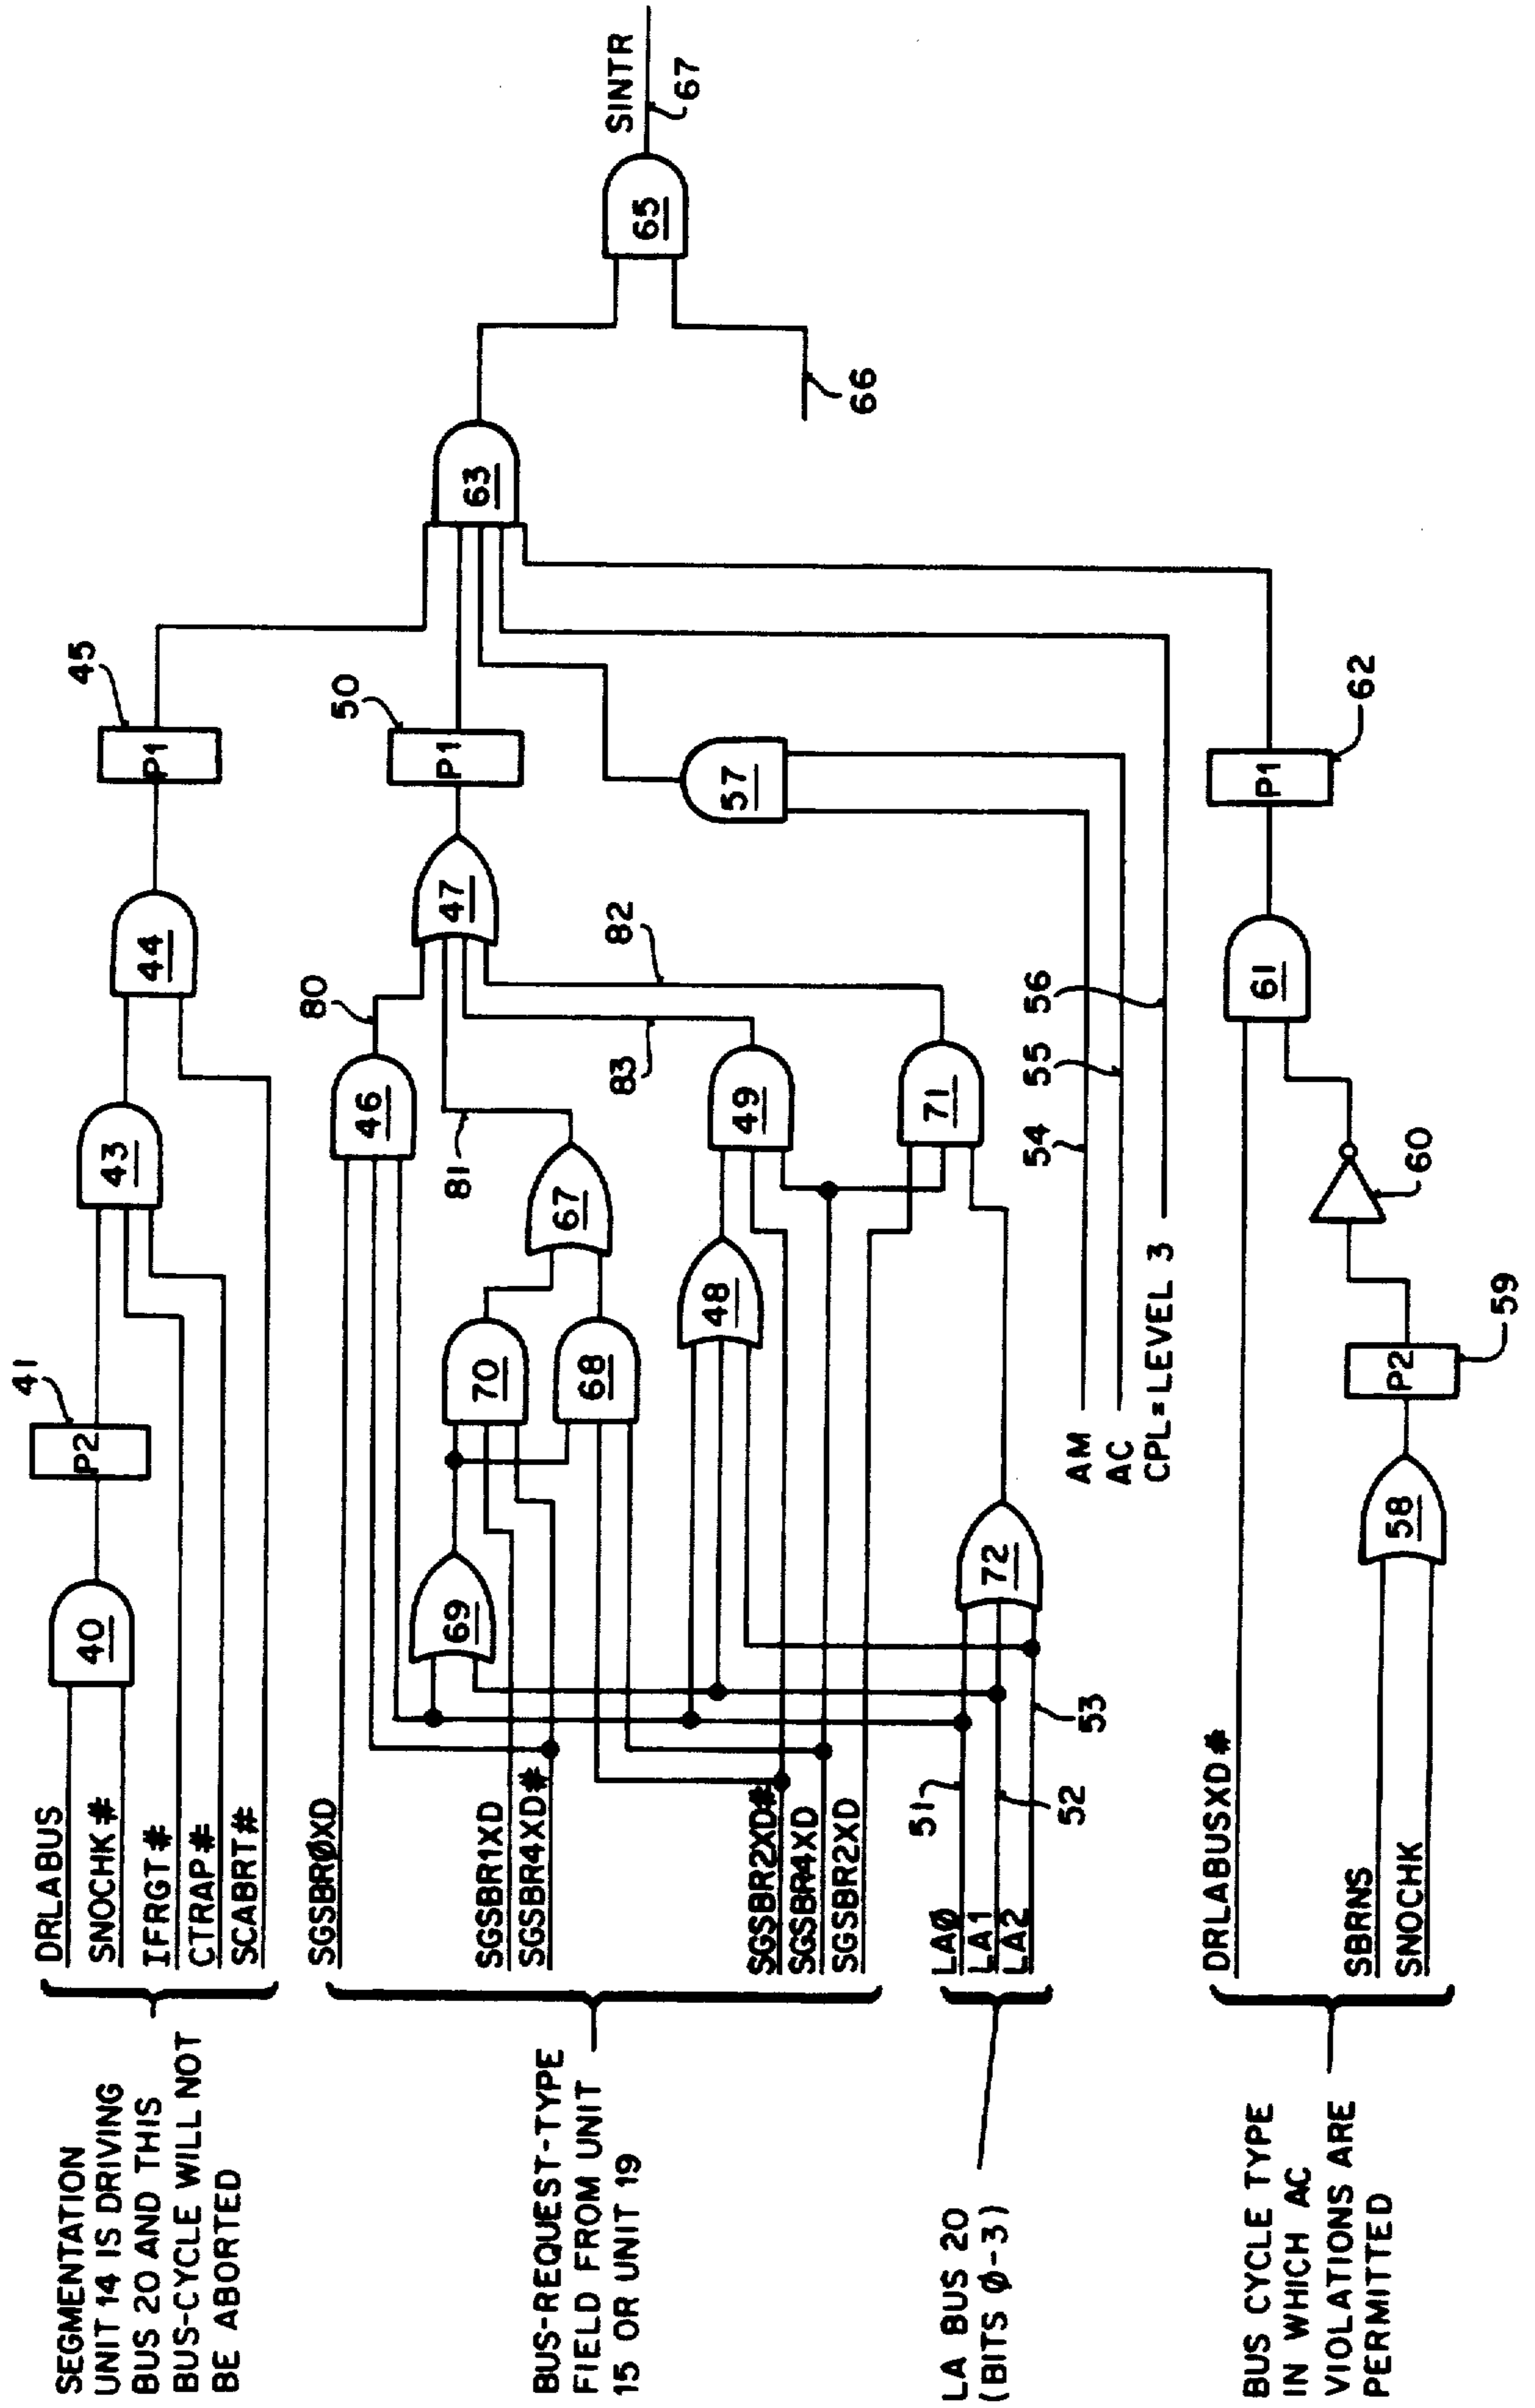 SEGMENTATION
UNIT 14 IS DRIVING
BUS 20 AND THIS
BUS-CYCLE WILL NOT
BE ABORTED
DRLABUS
SNOCHK#
IFRGT#
CTRAP#
SCABRT#
40
P2
41
43
44
P1
45
BUS-REQUEST-TYPE
FIELD FROM UNIT
15 OR UNIT 19
SGSBRØXD
SGSBR1XD
SGSBR4XD#
SGSBR2XD#
SGSBR4XD
SGSBR2XD
69
70
68
67
48
46
49
71
80
81
83
82
47
P1
50
LA BUS 20
(BITS Ø-3)
LAØ
LA1
LA2
51
52
53
72
AM
AC
CPL=LEVEL 3
54
55
56
57
63
65
66
SINTR
67
BUS CYCLE TYPE
IN WHICH AC
VIOLATIONS ARE
PERMITTED
DRLABUSXD#
SBRNS
SNOCHK
58
P2
59
60
61
P1
62